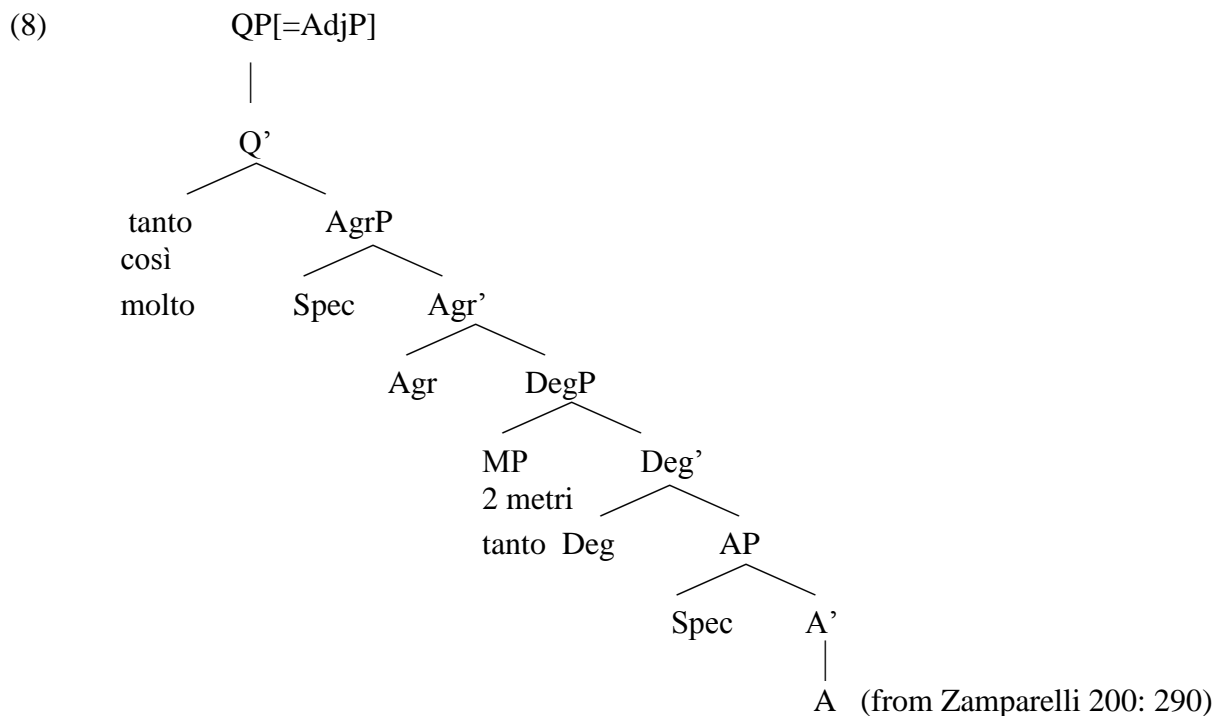 (8) QP[=AdjP]
Q’
tanto AgrP
così
molto Spec Agr’
Agr DegP
MP Deg’
2 metri
tanto Deg AP
Spec A’
A (from Zamparelli 200: 290)